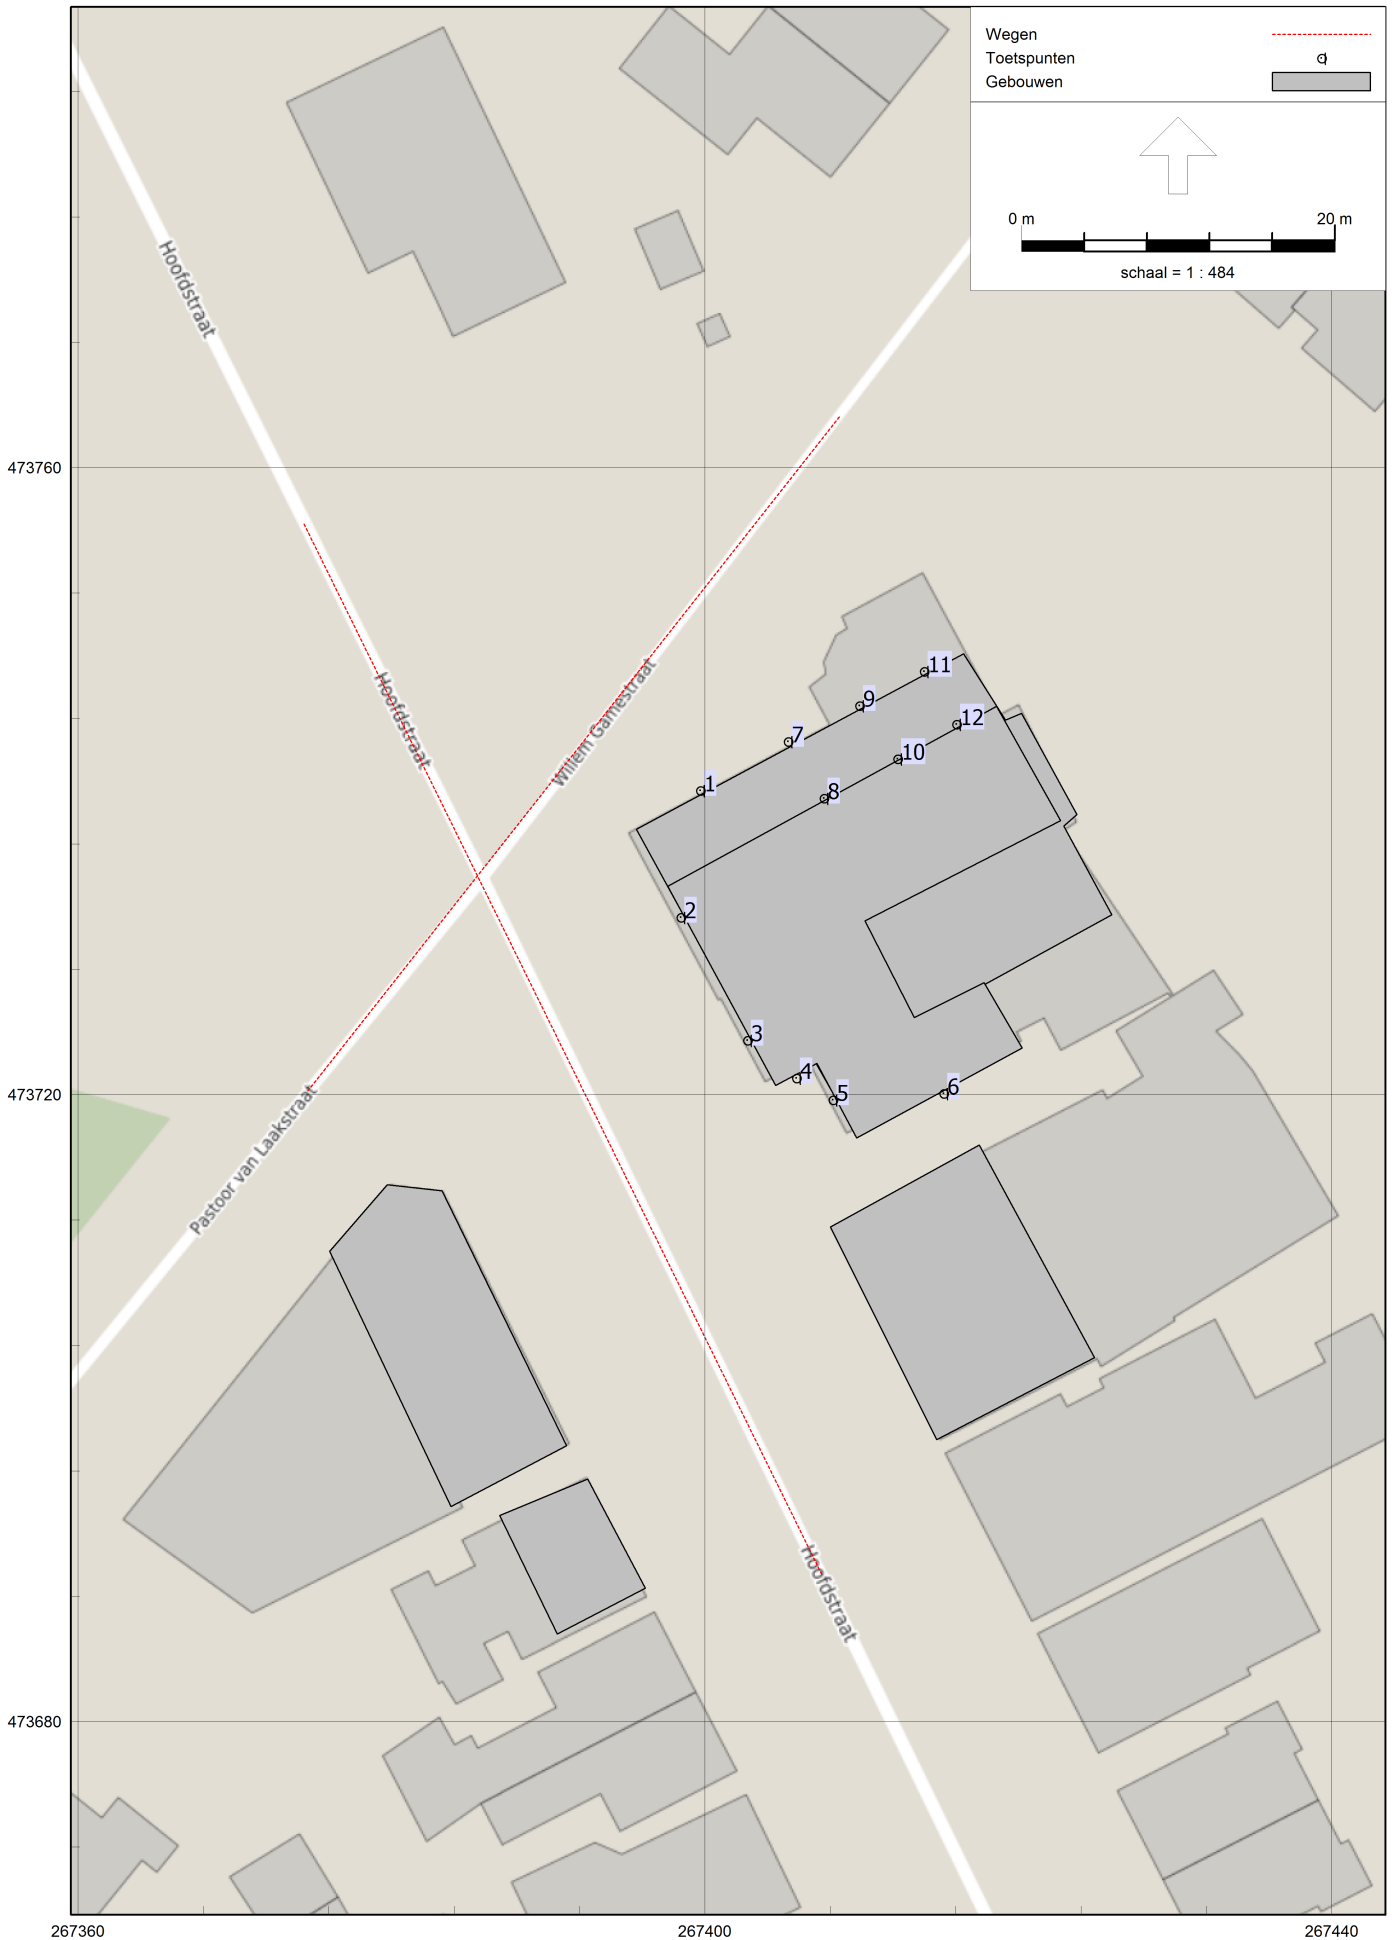 Wegen
Toetspunten
Gebouwen
0 m 20 m
schaal = 1 : 484
Hoofdstraat
473760
Hoofdstraat
Willem Gamestraat
11
9
12
7
10
1
8
2
3
4
5
6
473720
Pastoor van Laakstraat
Hoofdstraat
473680
267360 267400 267440